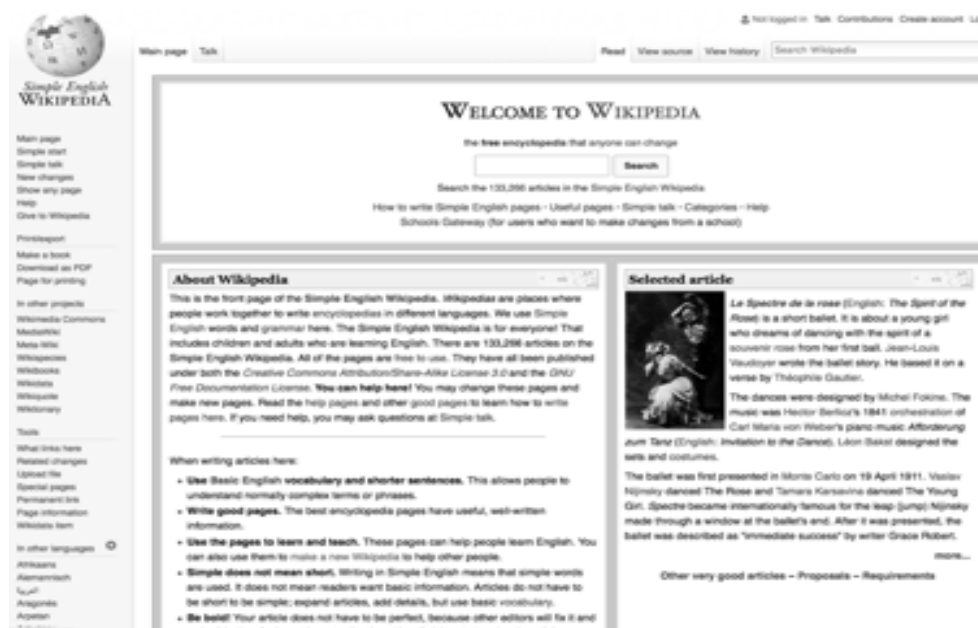 Not logged in Talk Contributions Create account
Main page Talk
Read View source View history Search Wikipedia
Simple English
WIKIPEDIA
Main page
Simple start
Simple talk
New changes
Show any page
Help
Give to Wikipedia
Print/export
Make a book
Download as PDF
Page for printing
In other projects
Wikimedia Commons
MediaWiki
Meta-Wiki
Wikispecies
Wikibooks
Wikidata
Wikiquote
Wiktionary
Tools
What links here
Related changes
Upload file
Special pages
Permanent link
Page information
Wikidata item
In other languages
Afrikaans
Alemannisch
العربية
Aragonés
Arpetan
WELCOME TO WIKIPEDIA
the free encyclopedia that anyone can change
Search
Search the 133,266 articles in the Simple English Wikipedia
How to write Simple English pages · Useful pages · Simple talk · Categories · Help
Schools Gateway (for users who want to make changes from a school)
About Wikipedia
This is the front page of the Simple English Wikipedia. Wikipedias are places where
people work together to write encyclopedias in different languages. We use Simple
English words and grammar here. The Simple English Wikipedia is for everyone! That
includes children and adults who are learning English. There are 133,266 articles on the
Simple English Wikipedia. All of the pages are free to use. They have all been published
under both the Creative Commons Attribution/Share-Alike License 3.0 and the GNU
Free Documentation License. You can help here! You may change these pages and
make new pages. Read the help pages and other good pages to learn how to write
pages here. If you need help, you may ask questions at Simple talk.
When writing articles here:
• Use Basic English vocabulary and shorter sentences. This allows people to
understand normally complex terms or phrases.
• Write good pages. The best encyclopedia pages have useful, well-written
information.
• Use the pages to learn and teach. These pages can help people learn English. You
can also use them to make a new Wikipedia to help other people.
• Simple does not mean short. Writing in Simple English means that simple words
are used. It does not mean readers want basic information. Articles do not have to
be short to be simple; expand articles, add details, but use basic vocabulary.
• Be bold! Your article does not have to be perfect, because other editors will fix it and
Selected article
Le Spectre de la rose (English: The Spirit of the
Rose) is a short ballet. It is about a young girl
who dreams of dancing with the spirit of a
souvenir rose from her first ball. Jean-Louis
Vaudoyer wrote the ballet story. He based it on a
verse by Théophile Gautier.
The dances were designed by Michel Fokine. The
music was Hector Berlioz's 1841 orchestration of
Carl Maria von Weber's piano music Afforderung
zum Tanz (English: Invitation to the Dance). Léon Bakst designed the
sets and costumes.
The ballet was first presented in Monte Carlo on 19 April 1911. Vaslav
Nijinsky danced The Rose and Tamara Karsavina danced The Young
Girl. Spectre became internationally famous for the leap (jump) Nijinsky
made through a window at the ballet's end. After it was presented, the
ballet was described as "immediate success" by writer Grace Robert.
more...
Other very good articles – Proposals – Requirements